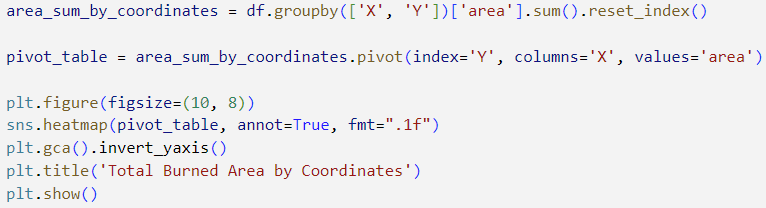 area_sum_by_coordinates = df.groupby(['X', 'Y'])['area'].sum().reset_index()
pivot_table = area_sum_by_coordinates.pivot(index='Y', columns='X', values='area')
plt.figure(figsize=(10, 8))
sns.heatmap(pivot_table, annot=True, fmt=".1f")
plt.gca().invert_yaxis()
plt.title('Total Burned Area by Coordinates')
plt.show()